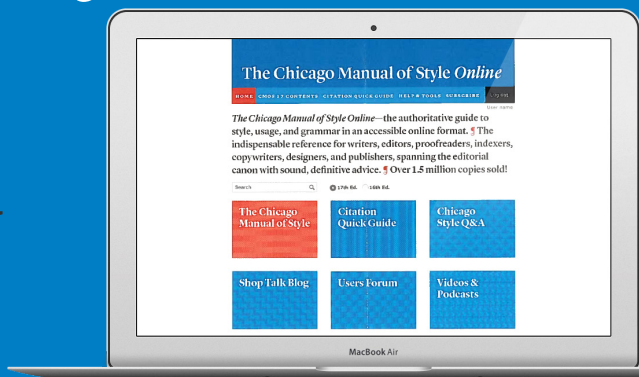 The Chicago Manual of Style Online
HOME CMOS 17 CONTENTS CITATION QUICK GUIDE HELP & TOOLS SUBSCRIBE
User name
The Chicago Manual of Style Online—the authoritative guide to
style, usage, and grammar in an accessible online format. ¶ The
indispensable reference for writers, editors, proofreaders, indexers,
copywriters, designers, and publishers, spanning the editorial
canon with sound, definitive advice. ¶ Over 1.5 million copies sold!
Search 17th Ed. 16th Ed.
The Chicago
Manual of Style
Citation
Quick Guide
Chicago
Style Q&A
Shop Talk Blog
Users Forum
Videos &
Podcasts
MacBook Air